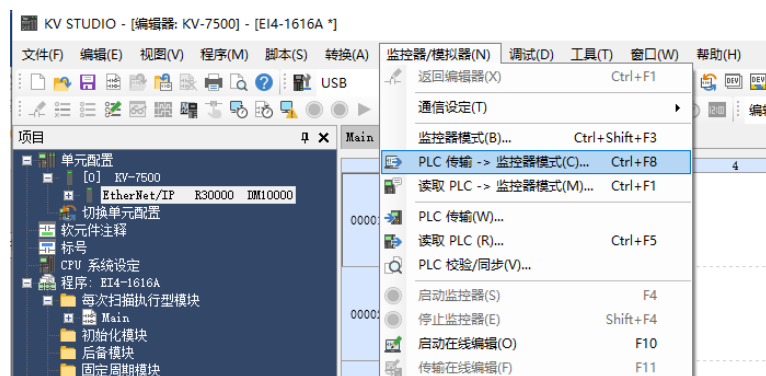 KV STUDIO - [编辑器: KV-7500] - [EI4-1616A *]
文件(F) 编辑(E) 视图(V) 程序(M) 脚本(S) 转换(A) 监控器/模拟器(N) 调试(D) 工具(T) 窗口(W) 帮助(H)
USB
返回编辑器(X) Ctrl+F1
通信设定(T)
监控器模式(B)... Ctrl+Shift+F3
PLC 传输 -> 监控器模式(C)... Ctrl+F8
读取 PLC -> 监控器模式(M)... Ctrl+F1
PLC 传输(W)...
读取 PLC (R)... Ctrl+F5
PLC 校验/同步(V)...
启动监控器(S) F4
停止监控器(E) Shift+F4
启动在线编辑(O) F10
传输在线编辑(F) F11
项目
单元配置
[0] KV-7500
EtherNet/IP R30000 DM10000
切换单元配置
软元件注释
标号
CPU 系统设定
程序: EI4-1616A
每次扫描执行型模块
Main
初始化模块
后备模块
固定周期模块
Main
4